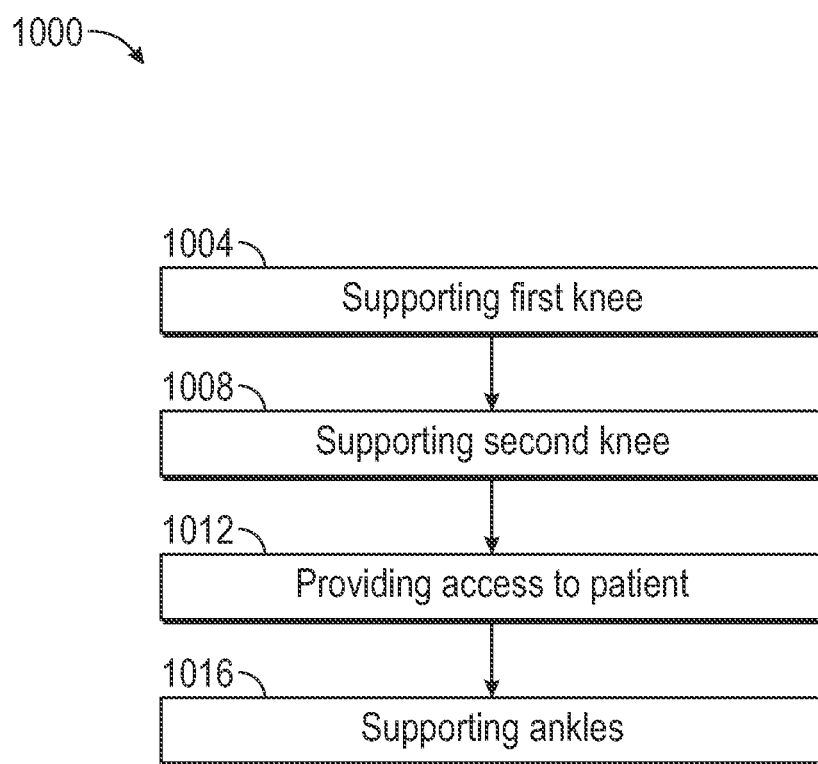 1000
1004
Supporting first knee
1008
Supporting second knee
1012
Providing access to patient
1016
Supporting ankles